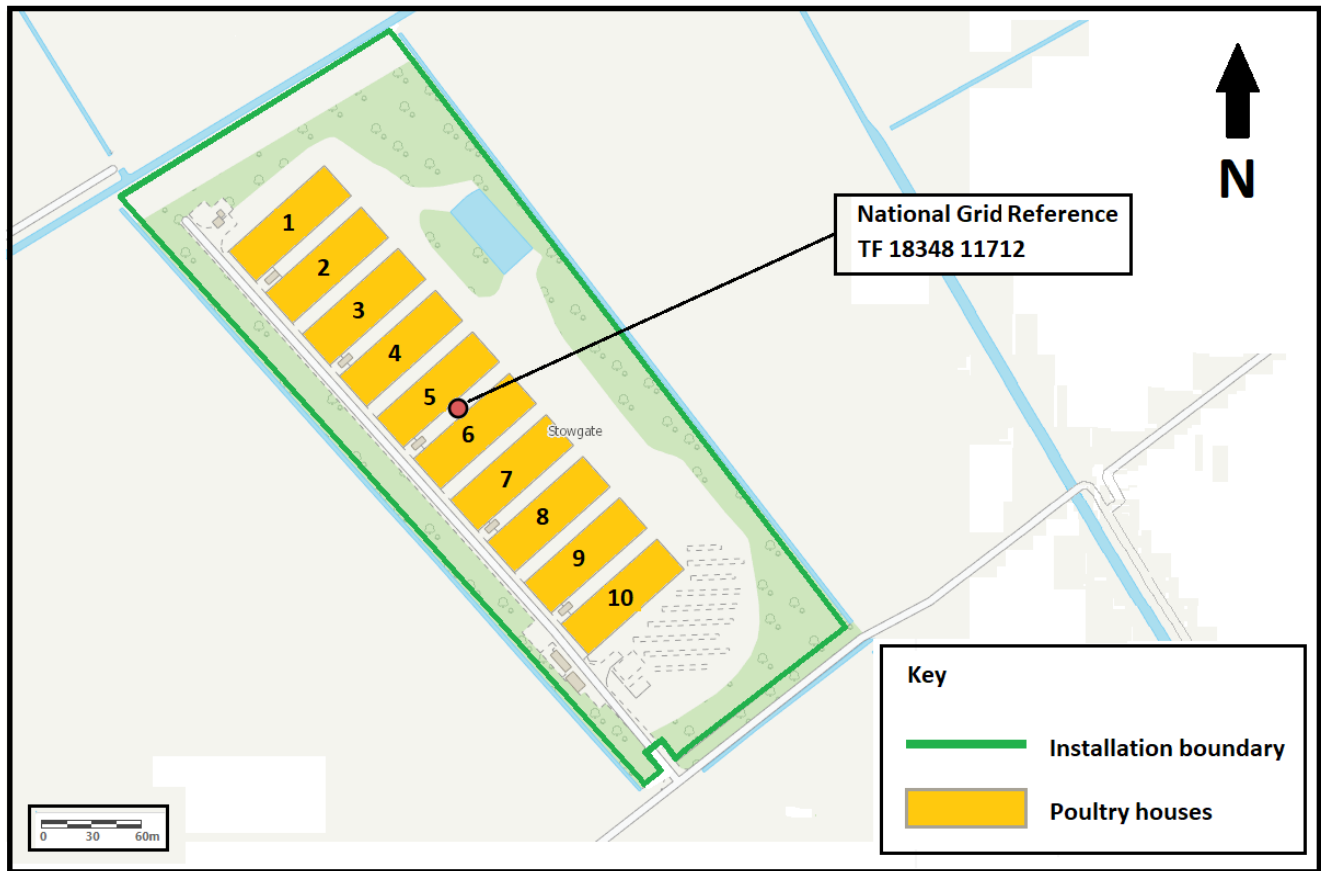 N
National Grid Reference
TF 18348 11712
1
2
3
4
5
6
Stowgate
7
8
9
10
Key
Installation boundary
Poultry houses
0 30 60m